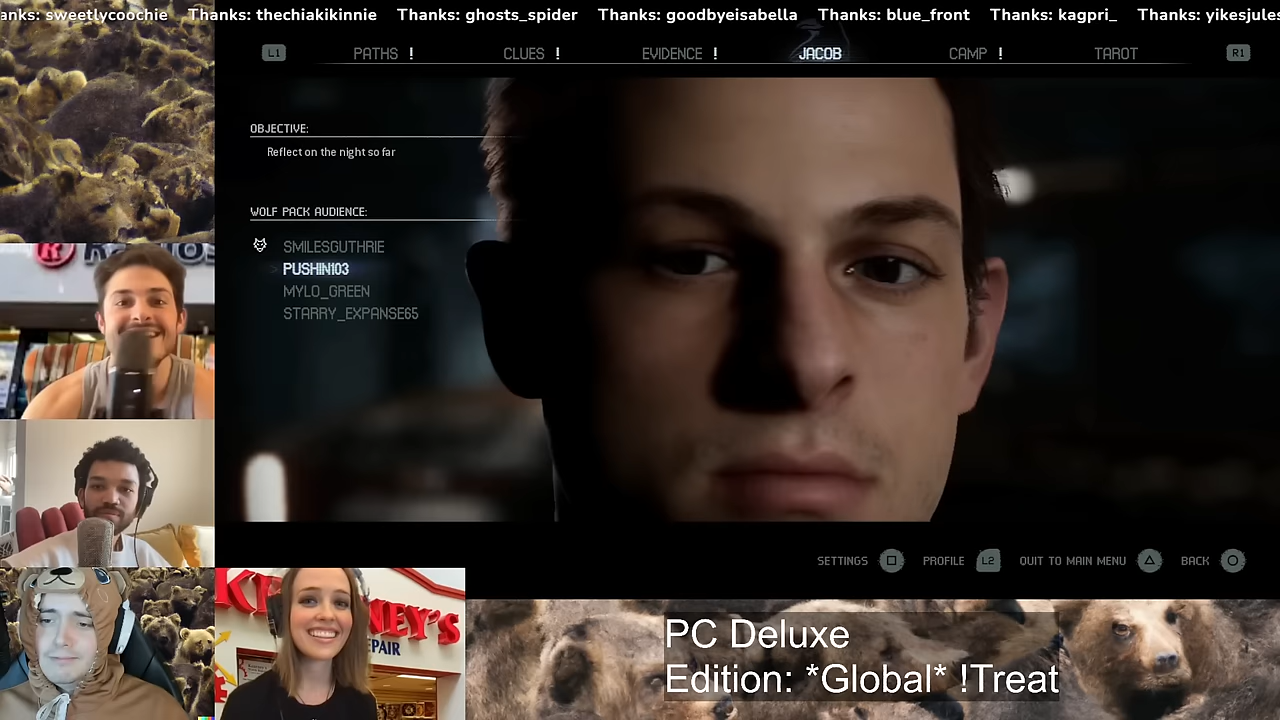 anks: sweetlycoochie Thanks: thechiakikinnie Thanks: ghosts_spider Thanks: goodbyeisabella Thanks: blue_front Thanks: kagpri_ Thanks: yikesjules
L1 PATHS ! CLUES ! EVIDENCE ! JACOB CAMP ! TAROT R1
OBJECTIVE:
Reflect on the night so far
WOLF PACK AUDIENCE:
SMILESGUTHRIE
> PUSHIN103
MYLO_GREEN
STARRY_EXPANSE65
SETTINGS PROFILE L2 QUIT TO MAIN MENU BACK
PC Deluxe
Edition: *Global* !Treat